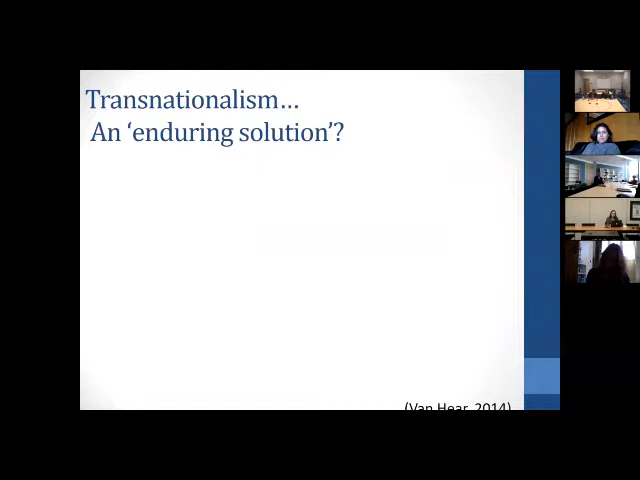 Transnationalism…
An ‘enduring solution’?
(Van Hear, 2014)